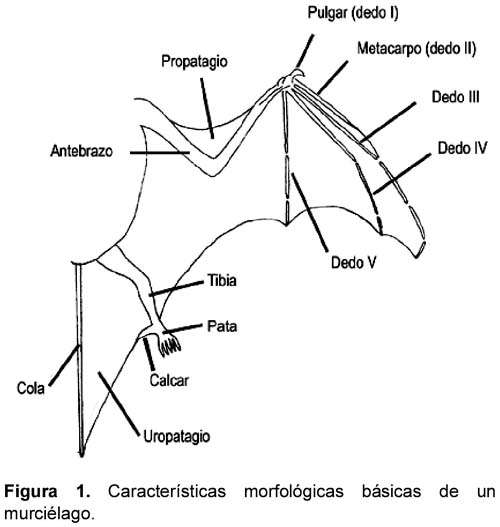 Pulgar (dedo I)
Metacarpo (dedo II)
Propatagio
Dedo III
Antebrazo
Dedo IV
Dedo V
Tibia
Pata
Calcar
Cola
Uropatagio
Figura 1. Características morfológicas básicas de un
murciélago.